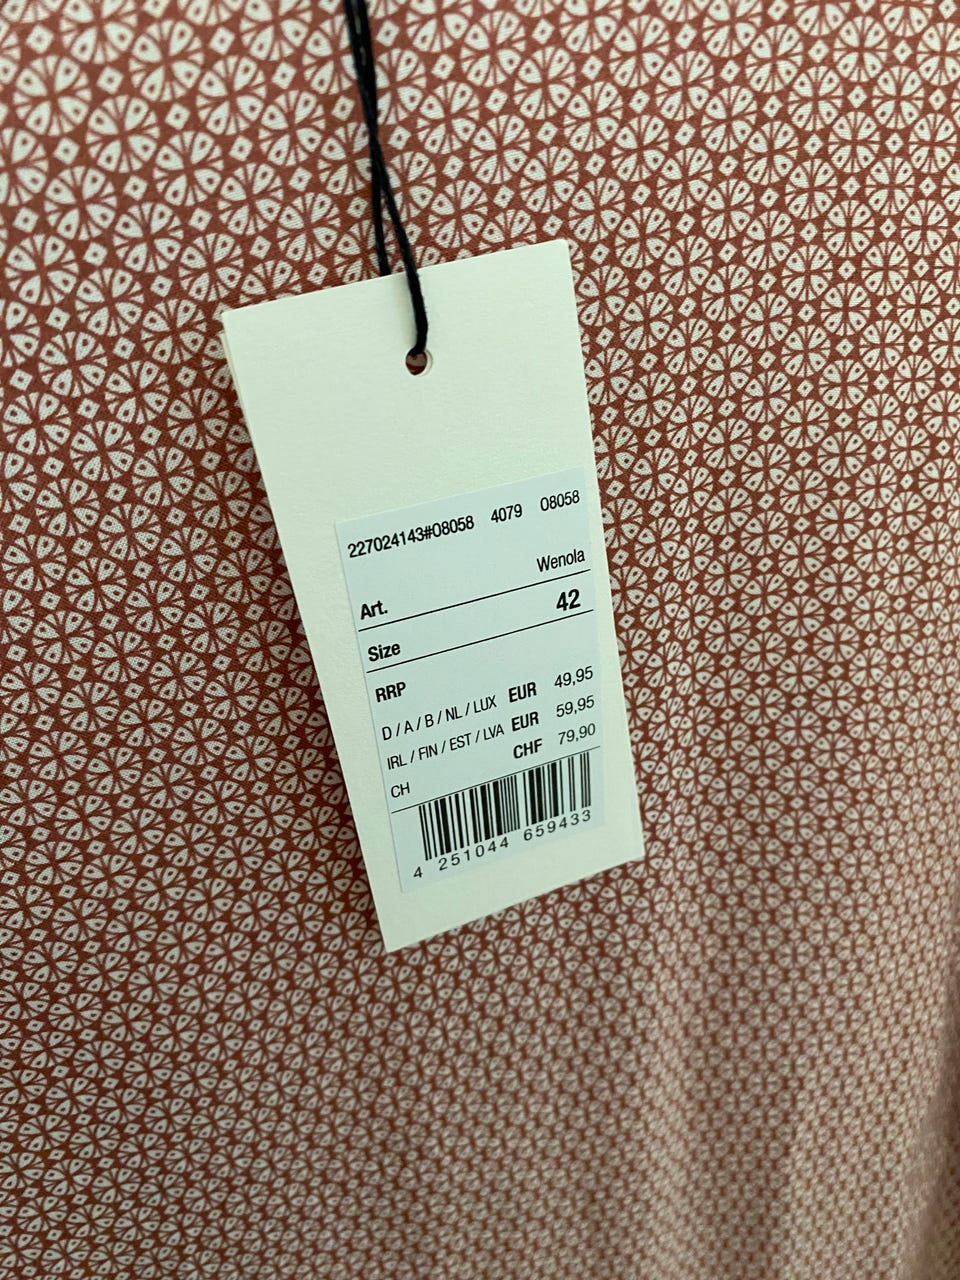 227024143#08058 4079 08058
Art. Wenola
Size 42
RRP
D / A / B / NL / LUX EUR 49,95
IRL / FIN / EST / LVA EUR 59,95
CH CHF 79,90
4 251044 659433